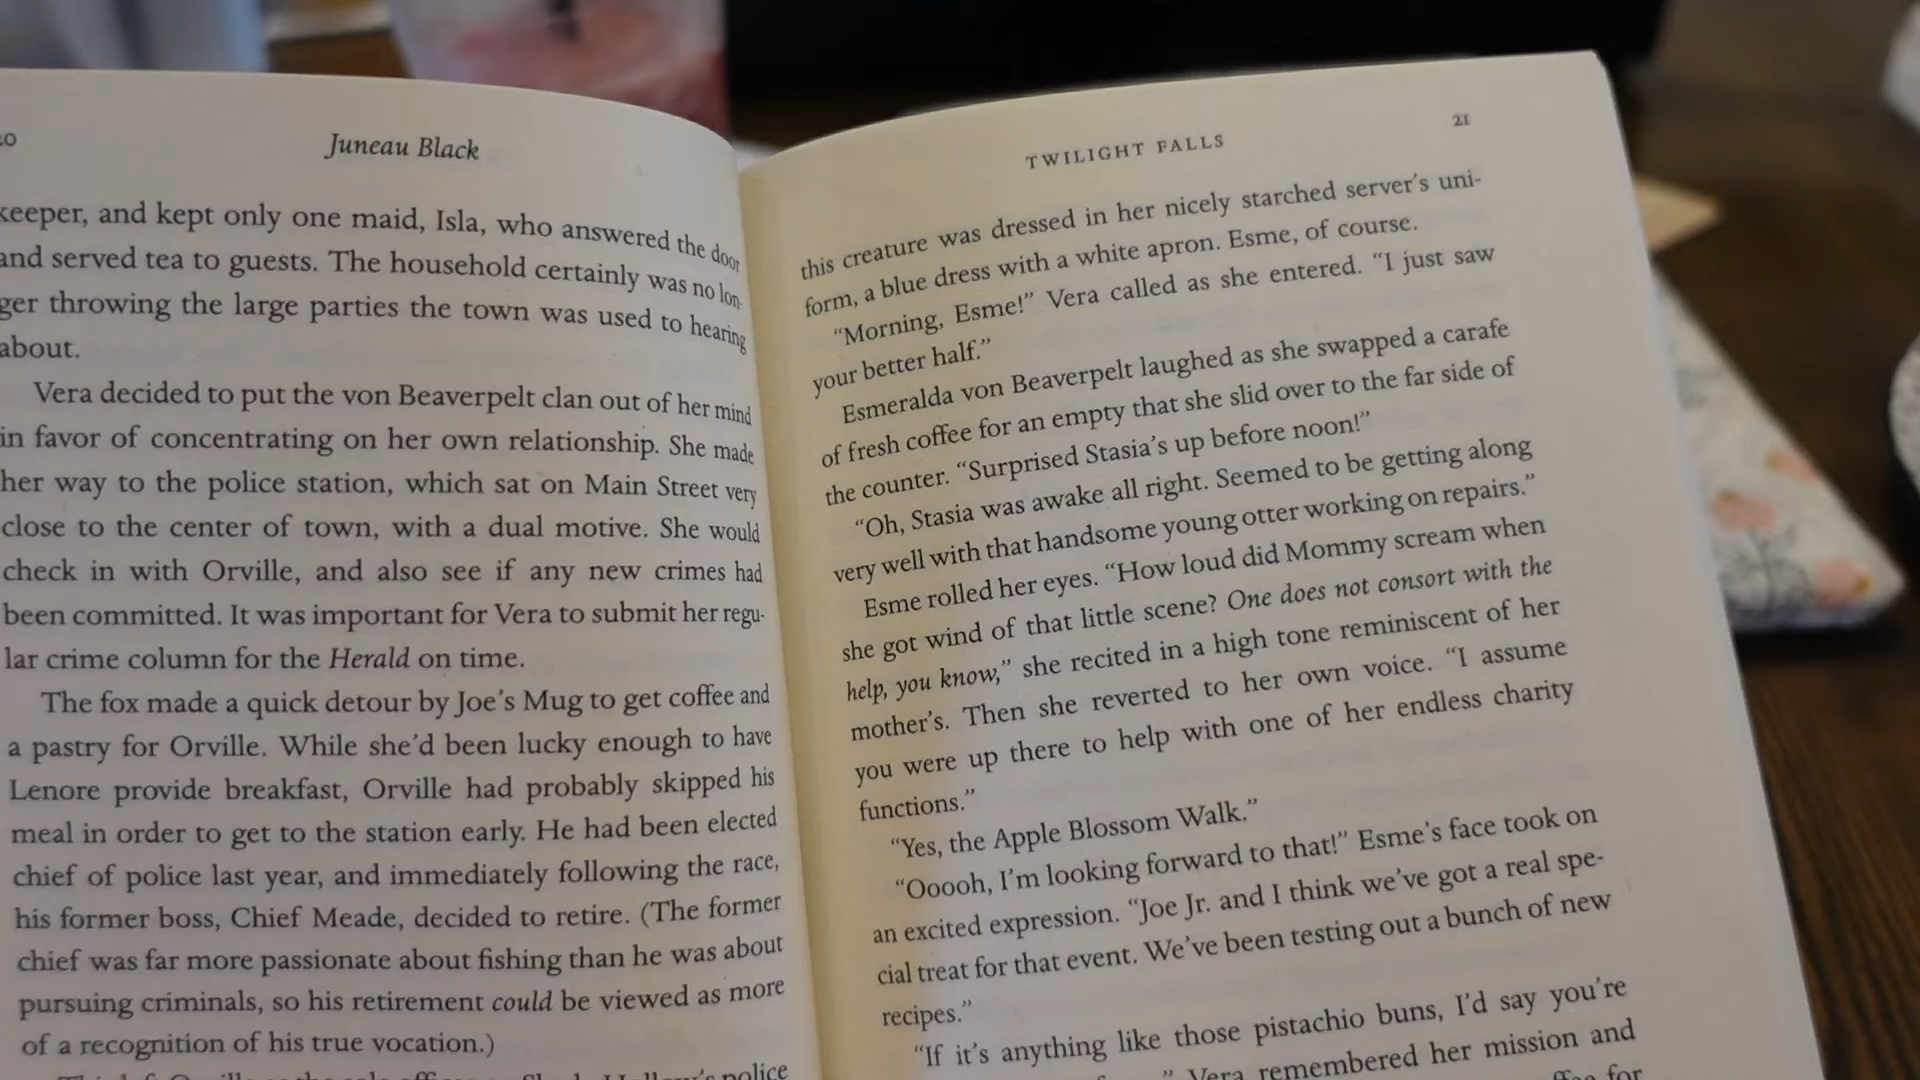 Juneau Black
keeper, and kept only one maid, Isla, who answered the door
and served tea to guests. The household certainly was no lon-
ger throwing the large parties the town was used to hearing
about.
Vera decided to put the von Beaverpelt clan out of her mind
in favor of concentrating on her own relationship. She made
her way to the police station, which sat on Main Street very
close to the center of town, with a dual motive. She would
check in with Orville, and also see if any new crimes had
been committed. It was important for Vera to submit her regu-
lar crime column for the Herald on time.
The fox made a quick detour by Joe's Mug to get coffee and
a pastry for Orville. While she'd been lucky enough to have
Lenore provide breakfast, Orville had probably skipped his
meal in order to get to the station early. He had been elected
chief of police last year, and immediately following the race,
his former boss, Chief Meade, decided to retire. (The former
chief was far more passionate about fishing than he was about
pursuing criminals, so his retirement could be viewed as more
of a recognition of his true vocation.)
police
TWILIGHT FALLS
21
this creature was dressed in her nicely starched server's uni-
form, a blue dress with a white apron. Esme, of course.
“Morning, Esme!” Vera called as she entered. “I just saw
your better half.”
Esmeralda von Beaverpelt laughed as she swapped a carafe
of fresh coffee for an empty that she slid over to the far side of
the counter. “Surprised Stasia's up before noon!”
“Oh, Stasia was awake all right. Seemed to be getting along
very well with that handsome young otter working on repairs.”
Esme rolled her eyes. “How loud did Mommy scream when
she got wind of that little scene? One does not consort with the
help, you know,” she recited in a high tone reminiscent of her
mother's. Then she reverted to her own voice. “I assume
you were up there to help with one of her endless charity
functions.”
“Yes, the Apple Blossom Walk.”
“Ooooh, I'm looking forward to that!” Esme's face took on
an excited expression. “Joe Jr. and I think we've got a real spe-
cial treat for that event. We've been testing out a bunch of new
recipes.”
“If it's anything like those pistachio buns, I'd say you're
” Vera remembered her mission and
for